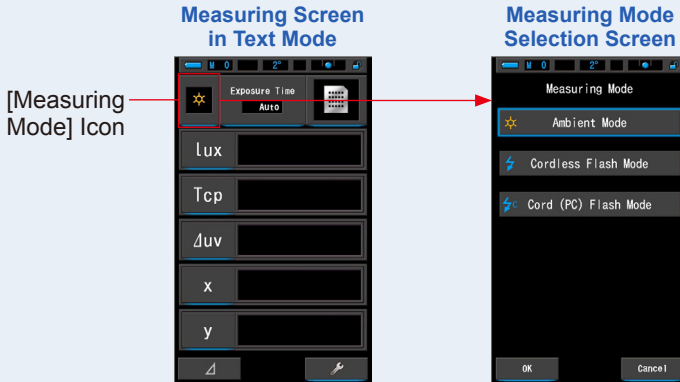 Measuring Screen
in Text Mode
M 0 2°
[Measuring
Mode] Icon
Exposure Time
Auto
lux
Tcp
⊿uv
x
y
⊿
Measuring Mode
Selection Screen
M 0 2°
Measuring Mode
Ambient Mode
Cordless Flash Mode
C Cord (PC) Flash Mode
OK Cancel